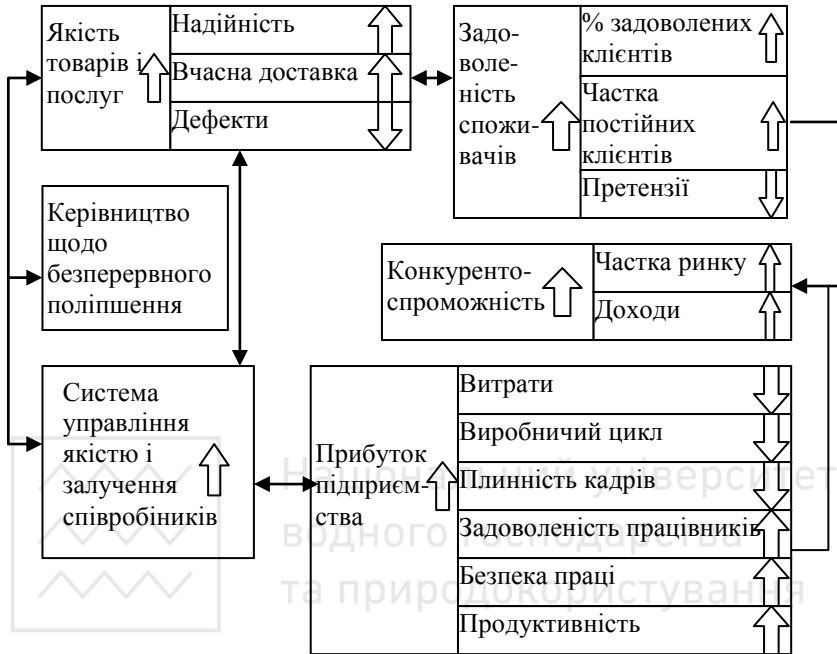 Якість
товарів і
послуг
Надійність
Вчасна доставка
Дефекти
Задо-
воле-
ність
спожи-
вачів
% задоволених
клієнтів
Частка
постійних
клієнтів
Претензії
Керівництво
щодо
безперервного
поліпшення
Конкуренто-
спроможність
Частка ринку
Доходи
Система
управління
якістю і
залучення
співробіників
Прибуток
підприєм-
ства
Витрати
Виробничий цикл
Плинність кадрів
Задоволеність працівників
Безпека праці
Продуктивність
Національний університет
водного господарства
та природокористування